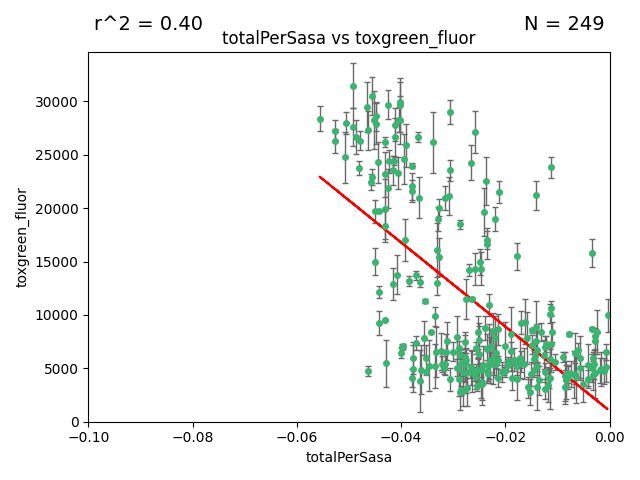 r^2 = 0.40
N = 249
totalPerSasa vs toxgreen_fluor
30000
25000
20000
15000
10000
5000
0
toxgreen_fluor
−0.10
−0.08
−0.06
−0.04
−0.02
0.00
totalPerSasa